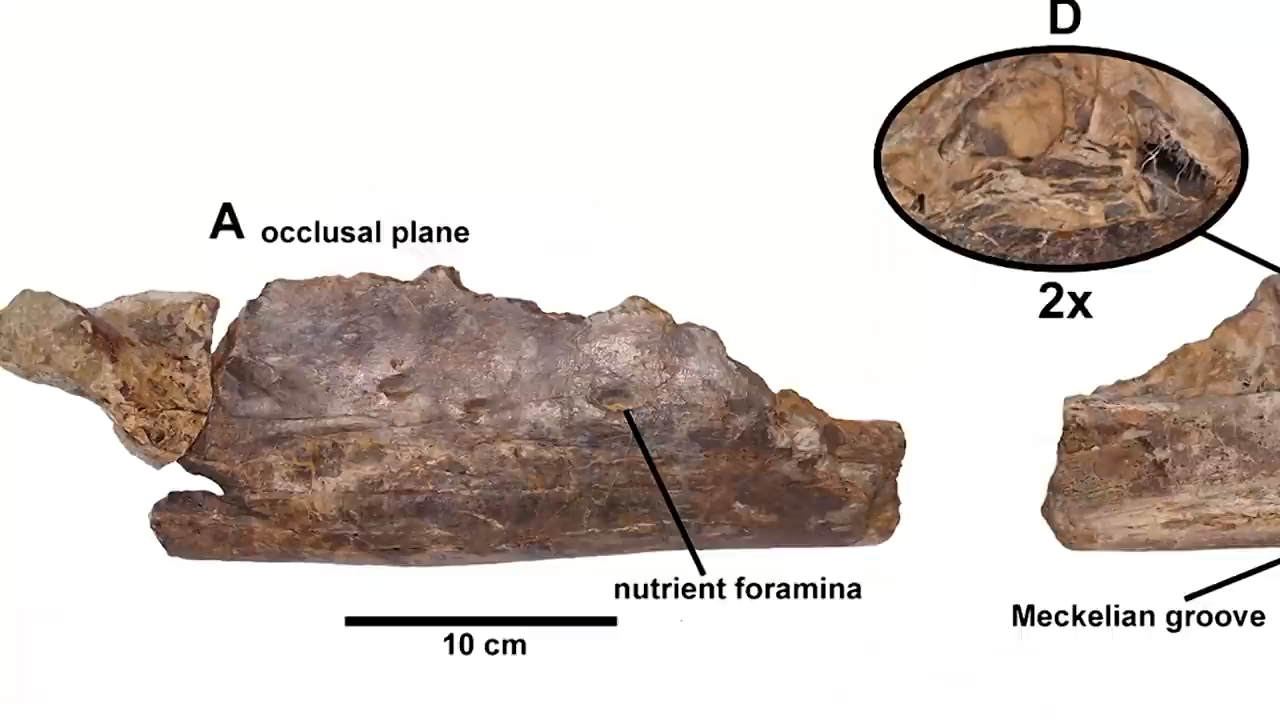 D
A occlusal plane
2x
nutrient foramina
Meckelian groove
10 cm